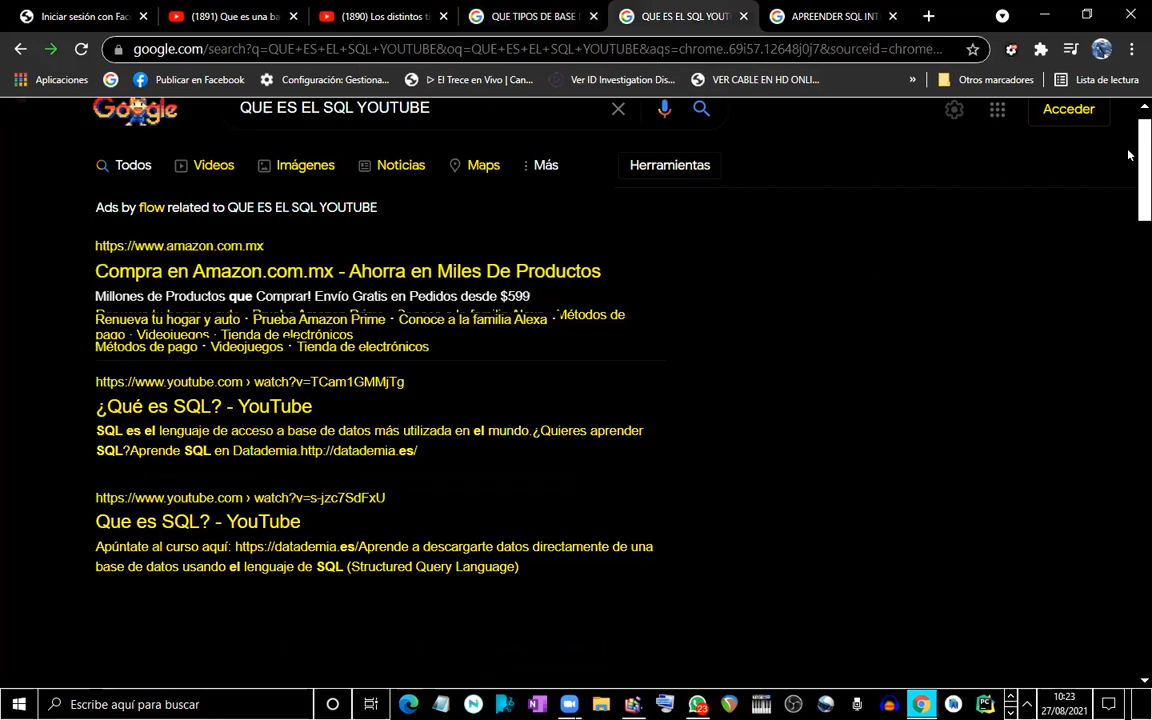 Iniciar sesión con Fac
(1891) Que es una ba
(1890) Los distintos ti
QUE TIPOS DE BASE
QUE ES EL SQL YOUT
APREENDER SQL INT
google.com/search?q=QUE+ES+EL+SQL+YOUTUBE&oq=QUE+ES+EL+SQL+YOUTUBE&aqs=chrome..69i57.12648j0j7&sourceid=chrome...
Aplicaciones
Publicar en Facebook
Configuración: Gestiona...
▷ El Trece en Vivo | Can...
Ver ID Investigation Dis...
VER CABLE EN HD ONLI...
»
Otros marcadores
Lista de lectura
Google
QUE ES EL SQL YOUTUBE
Acceder
Todos
Videos
Imágenes
Noticias
Maps
Más
Herramientas
Ads by flow related to QUE ES EL SQL YOUTUBE
https://www.amazon.com.mx
Compra en Amazon.com.mx - Ahorra en Miles De Productos
Millones de Productos que Comprar! Envío Gratis en Pedidos desde $599
Renueva tu hogar y auto · Prueba Amazon Prime · Conoce a la familia Alexa · Métodos de
pago · Videojuegos · Tienda de electrónicos
Métodos de pago · Videojuegos · Tienda de electrónicos
https://www.youtube.com › watch?v=TCam1GMMjTg
¿Qué es SQL? - YouTube
SQL es el lenguaje de acceso a base de datos más utilizada en el mundo.¿Quieres aprender
SQL?Aprende SQL en Datademia.http://datademia.es/
https://www.youtube.com › watch?v=s-jzc7SdFxU
Que es SQL? - YouTube
Apúntate al curso aquí: https://datademia.es/Aprende a descargarte datos directamente de una
base de datos usando el lenguaje de SQL (Structured Query Language)
Escribe aquí para buscar
23
10:23
27/08/2021